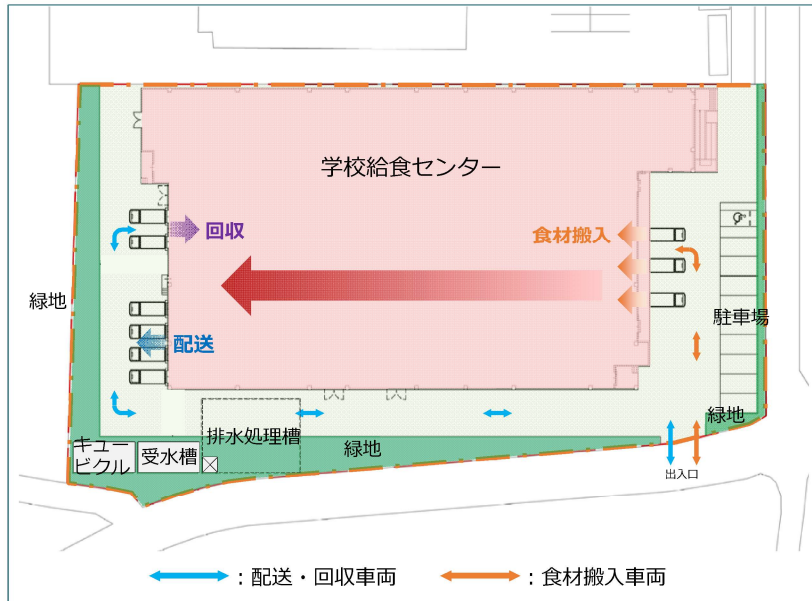 学校給食センター
回収
食材搬入
緑地
駐車場
配送
緑地
排水処理槽
緑地
キュー
ビクル
受水槽
出入口
：配送・回収車両
：食材搬入車両